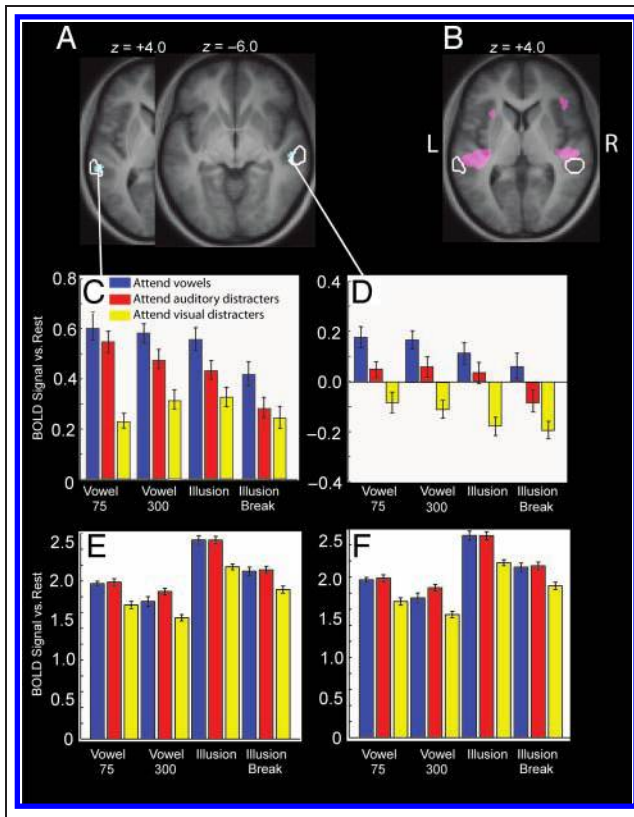 A
z = +4.0
z = −6.0
B
z = +4.0
L
R
C
Attend vowels
Attend auditory distracters
Attend visual distracters
BOLD Signal vs. Rest
0.8
0.6
0.4
0.2
0
Vowel 75
Vowel 300
Illusion
Illusion Break
D
0.4
0.2
0.0
−0.2
−0.4
Vowel 75
Vowel 300
Illusion
Illusion Break
E
BOLD Signal vs. Rest
2.5
2.0
1.5
1.0
0.5
0
Vowel 75
Vowel 300
Illusion
Illusion Break
F
2.5
2.0
1.5
1.0
0.5
0
Vowel 75
Vowel 300
Illusion
Illusion Break